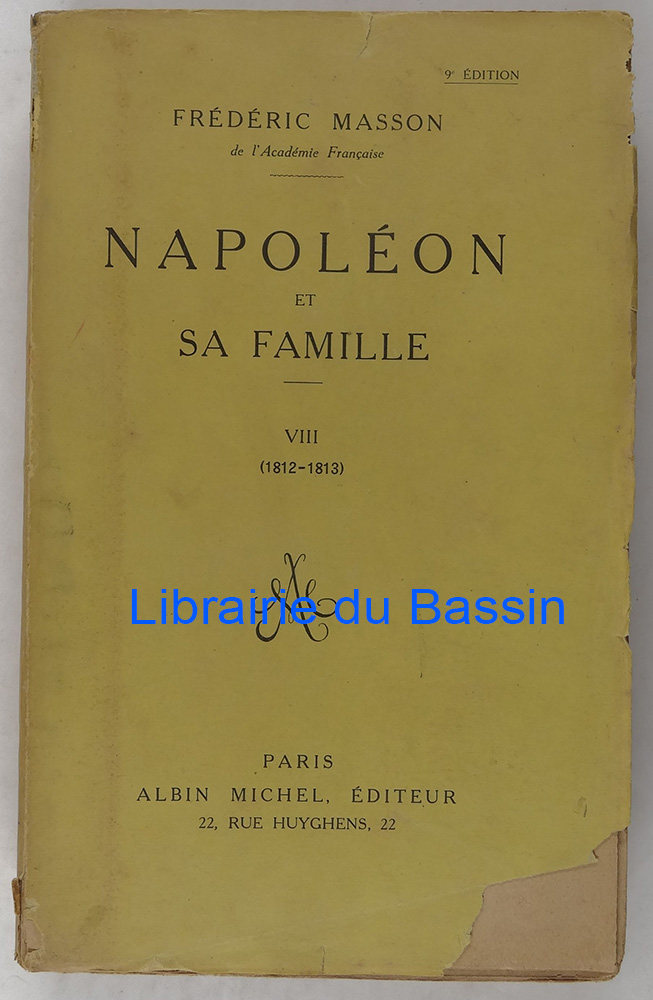 9ᵉ ÉDITION
FRÉDÉRIC MASSON
de l'Académie Française
NAPOLÉON
ET
SA FAMILLE
VIII
(1812-1813)
Librairie du Bassin
PARIS
ALBIN MICHEL, ÉDITEUR
22, RUE HUYGHENS, 22